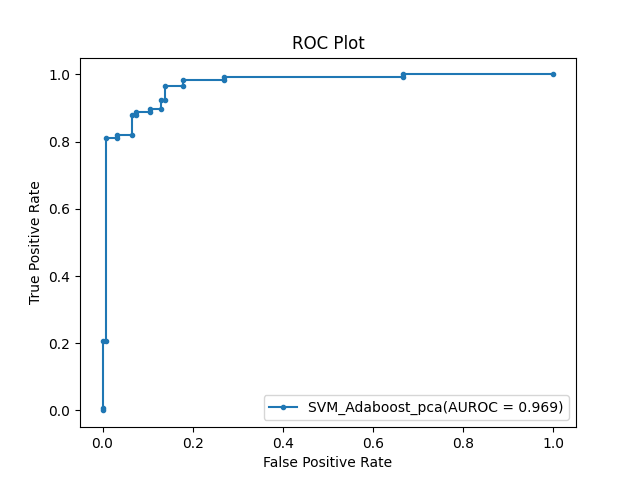 ROC Plot
True Positive Rate
1.0
0.8
0.6
0.4
0.2
0.0
SVM_Adaboost_pca(AUROC = 0.969)
0.0 0.2 0.4 0.6 0.8 1.0
False Positive Rate